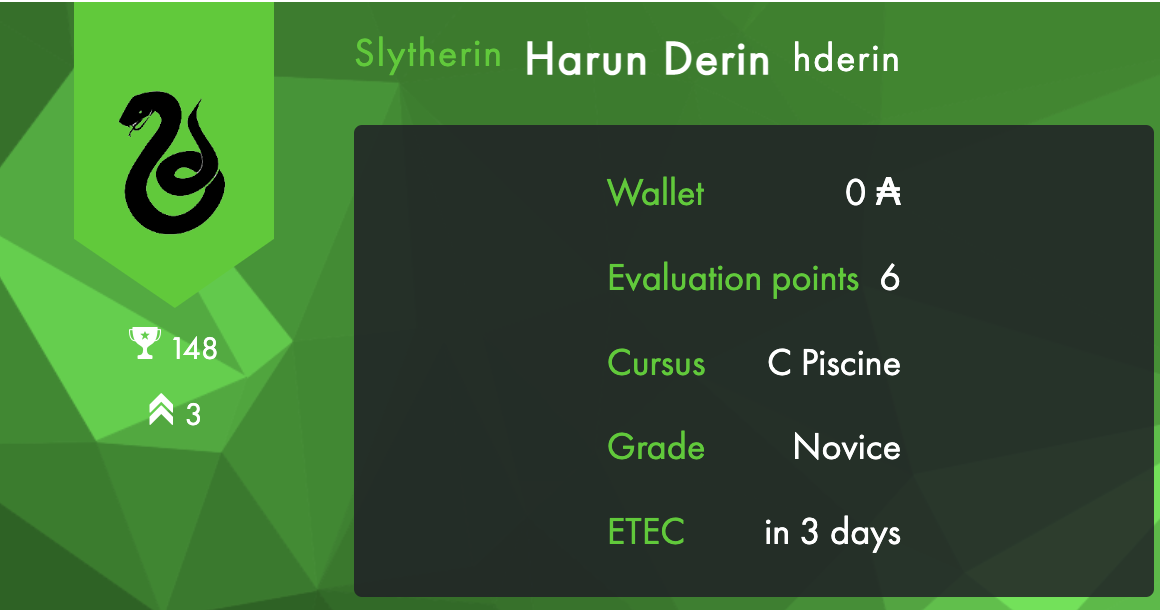 Slytherin Harun Derin hderin
Wallet 0 ₳
Evaluation points 6
Cursus C Piscine
Grade Novice
ETEC in 3 days
148
3